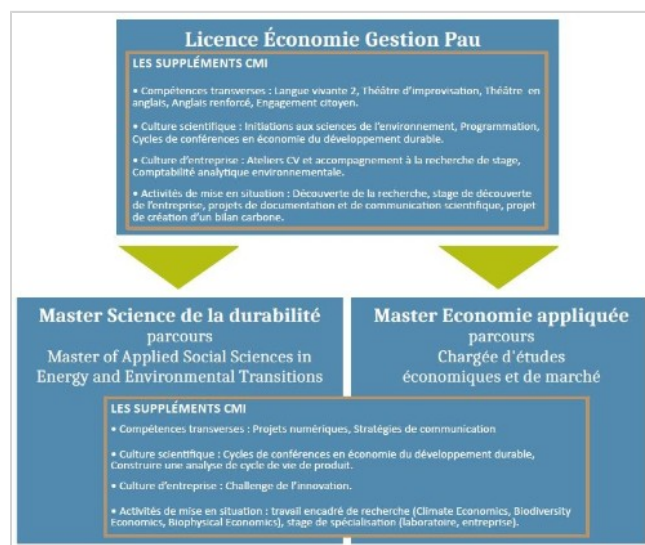 Licence Économie Gestion Pau
LES SUPPLÉMENTS CMI
• Compétences transverses : Langue vivante 2, Théâtre d'improvisation, Théâtre en
anglais, Anglais renforcé, Engagement citoyen.
• Culture scientifique : Initiations aux sciences de l'environnement, Programmation,
Cycles de conférences en économie du développement durable.
• Culture d'entreprise : Ateliers CV et accompagnement à la recherche de stage,
Comptabilité analytique environnementale.
• Activités de mise en situation : Découverte de la recherche, stage de découverte
de l'entreprise, projets de documentation et de communication scientifique, projet
de création d'un bilan carbone.
Master Science de la durabilité
parcours
Master of Applied Social Sciences in
Energy and Environmental Transitions
Master Economie appliquée
parcours
Chargée d'études
économiques et de marché
LES SUPPLÉMENTS CMI
• Compétences transverses : Projets numériques, Stratégies de communication
• Culture scientifique : Cycles de conférences en économie du développement durable,
Construire une analyse de cycle de vie de produit.
• Culture d'entreprise : Challenge de l'innovation.
• Activités de mise en situation : travail encadré de recherche (Climate Economics, Biodiversity
Economics, Biophysical Economics), stage de spécialisation (laboratoire, entreprise).